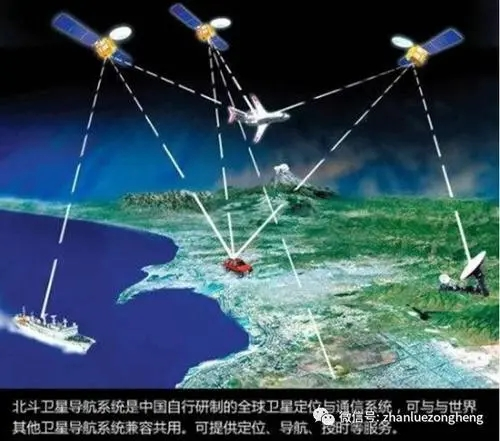 北斗卫星导航系统是中国自行研制的全球卫星定位与通信系统，可与与世界
其他卫星导航系统兼容共用。可提供定位、导航、授时等服务。
微信号: zhanluezongheng